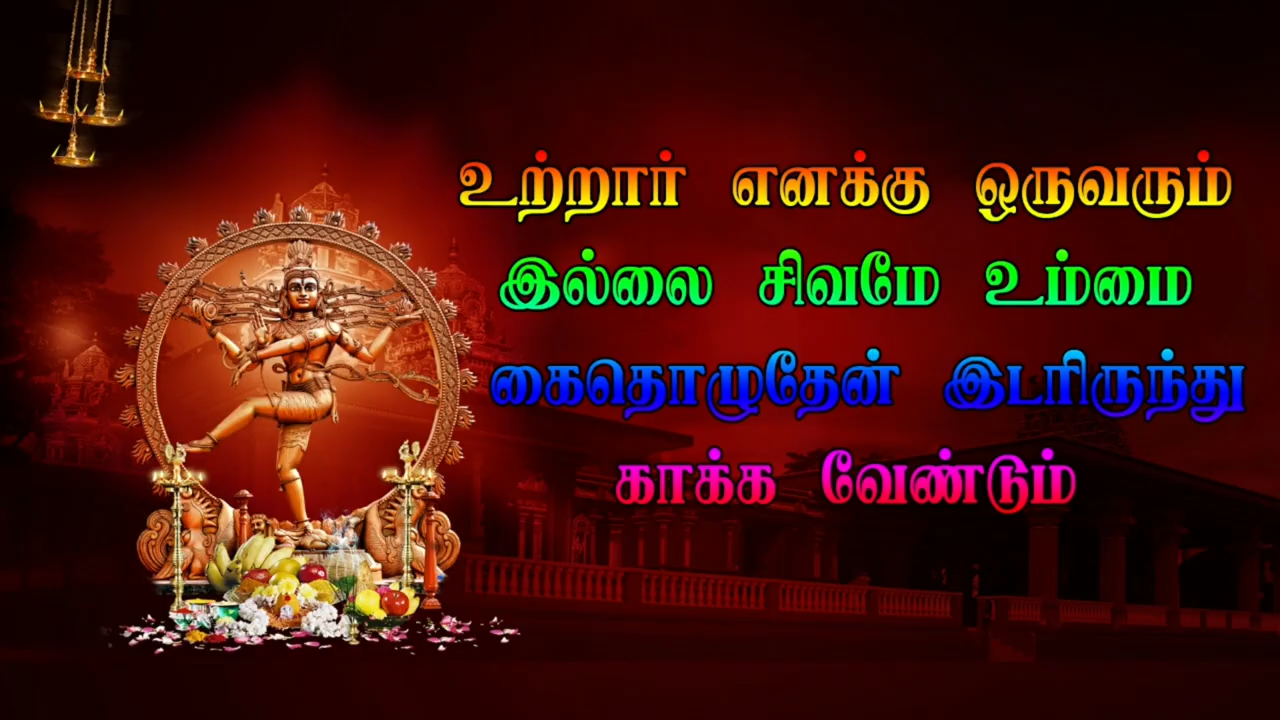 உற்றார் எனக்கு ஒருவரும்
இல்லை சிவமே உம்மை
கைதொழுதேன் இடரிருந்து
காக்க வேண்டும்